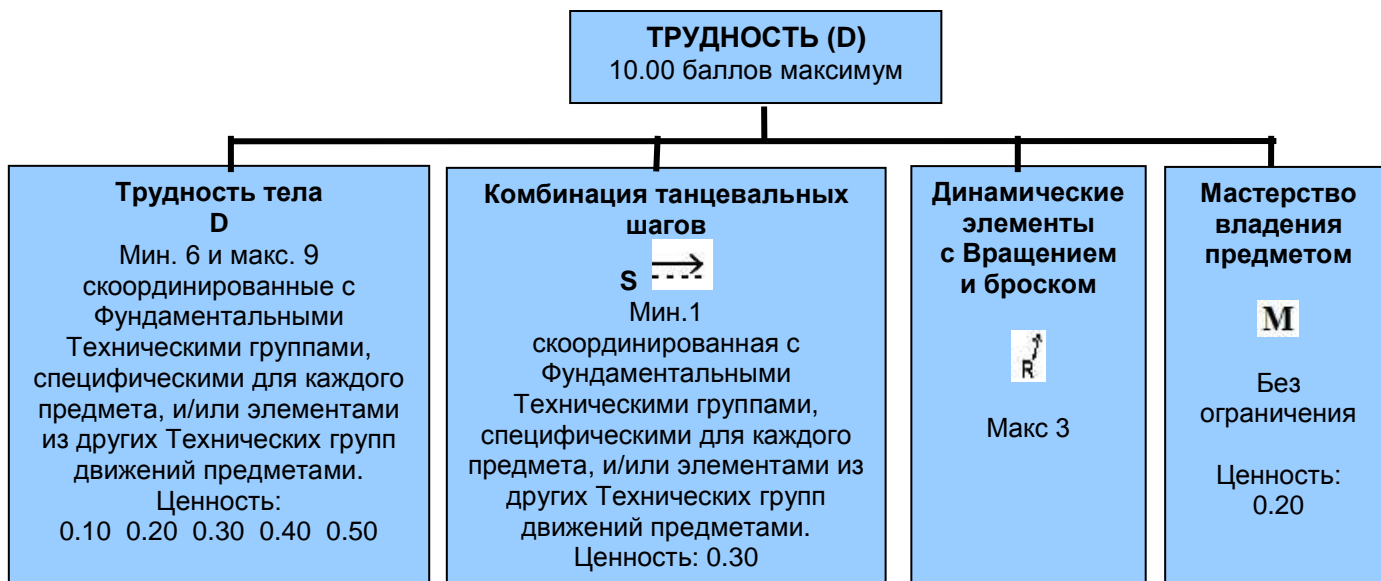 ТРУДНОСТЬ (D)
10.00 баллов максимум
Трудность тела
D
Мин. 6 и макс. 9
скоординированные с
Фундаментальными
Техническими группами,
специфическими для каждого
предмета, и/или элементами
из других Технических групп
движений предметами.
Ценность:
0.10 0.20 0.30 0.40 0.50
Комбинация танцевальных
шагов
S
Мин.1
скоординированная с
Фундаментальными
Техническими группами,
специфическими для каждого
предмета, и/или элементами из
других Технических групп
движений предметами.
Ценность: 0.30
Динамические
элементы
с Вращением
и броском
R
Макс 3
Мастерство
владения
предметом
M
Без
ограничения
Ценность:
0.20